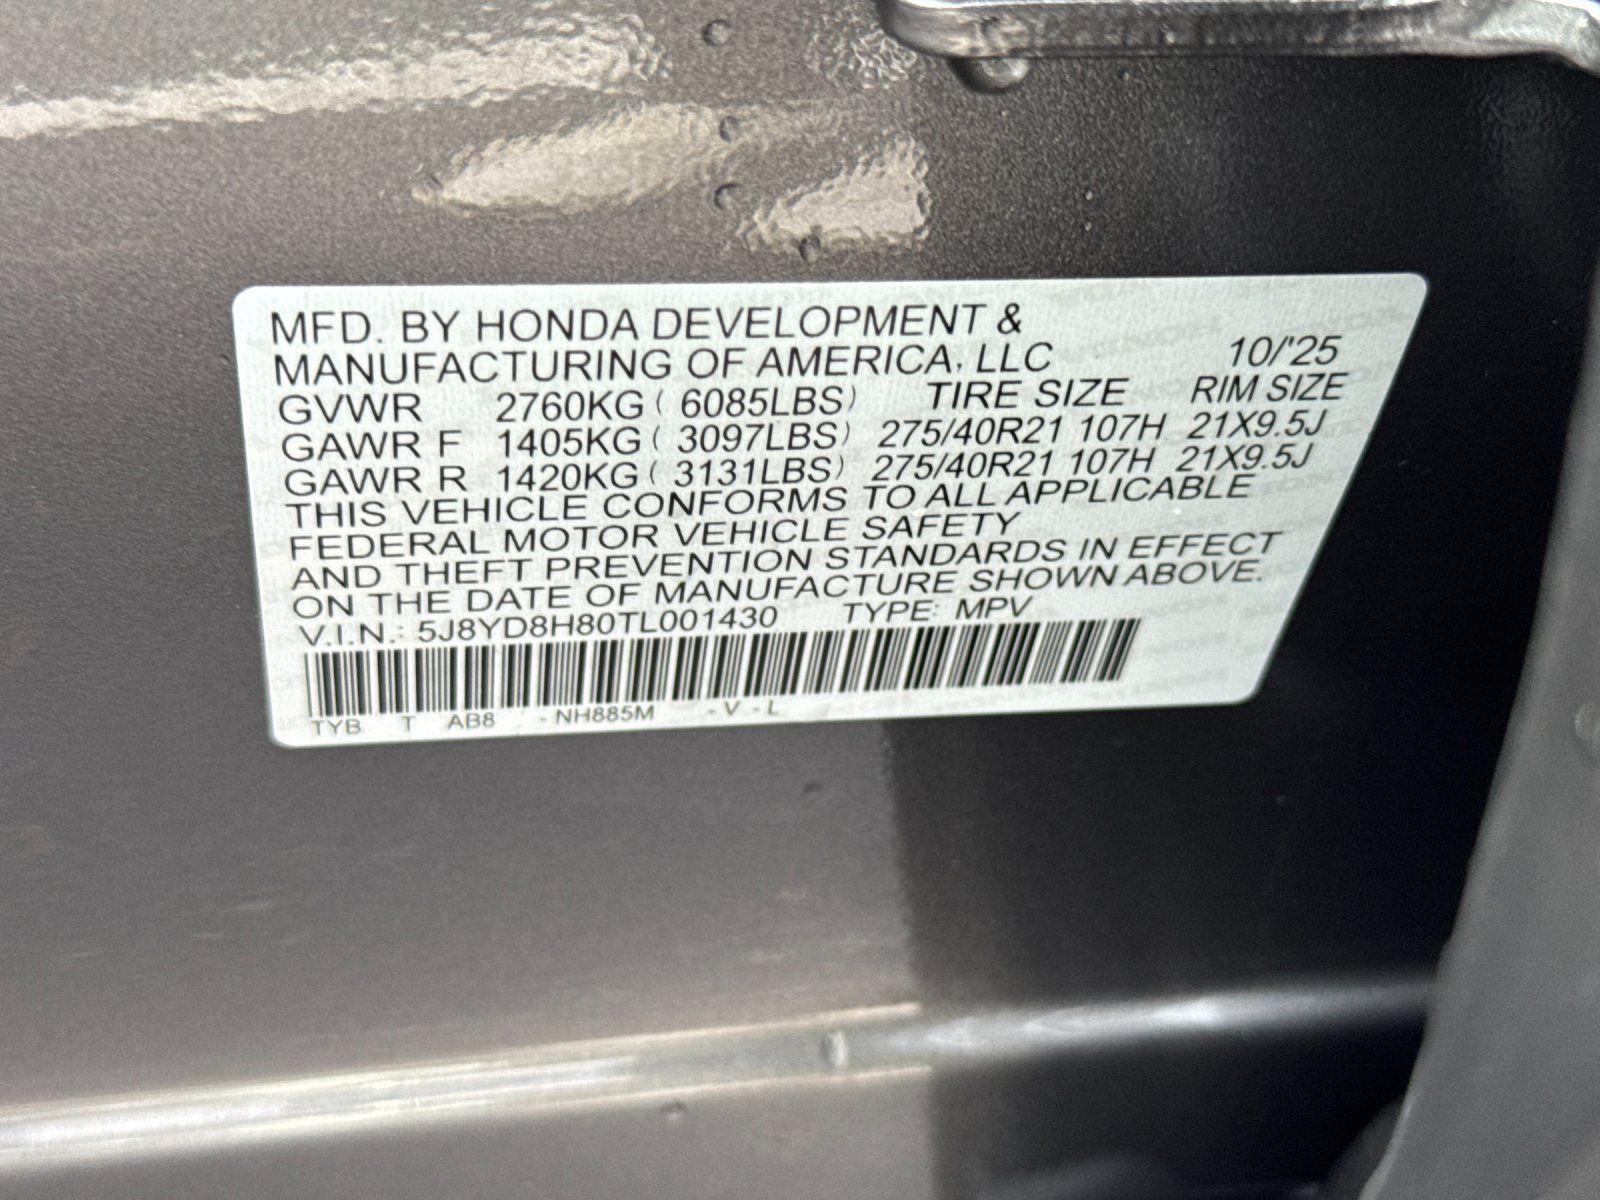 MFD. BY HONDA DEVELOPMENT &
MANUFACTURING OF AMERICA, LLC 10/'25
GVWR 2760KG ( 6085LBS) TIRE SIZE RIM SIZE
GAWR F 1405KG ( 3097LBS) 275/40R21 107H 21X9.5J
GAWR R 1420KG ( 3131LBS) 275/40R21 107H 21X9.5J
THIS VEHICLE CONFORMS TO ALL APPLICABLE
FEDERAL MOTOR VEHICLE SAFETY
AND THEFT PREVENTION STANDARDS IN EFFECT
ON THE DATE OF MANUFACTURE SHOWN ABOVE.
V.I.N.: 5J8YD8H80TL001430 TYPE: MPV
TYB T AB8 - NH885M - V - L